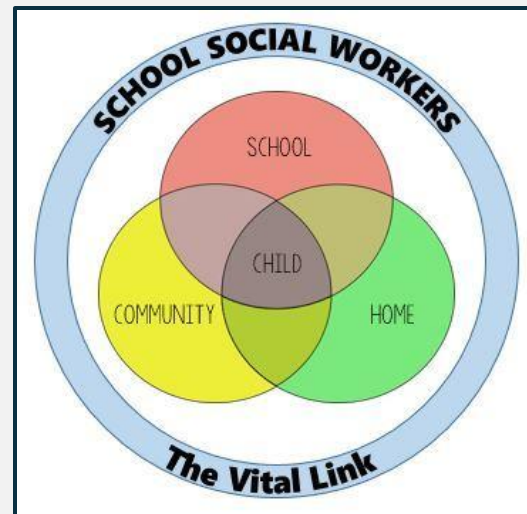 SCHOOL SOCIAL WORKERS
SCHOOL
CHILD
COMMUNITY
HOME
The Vital Link